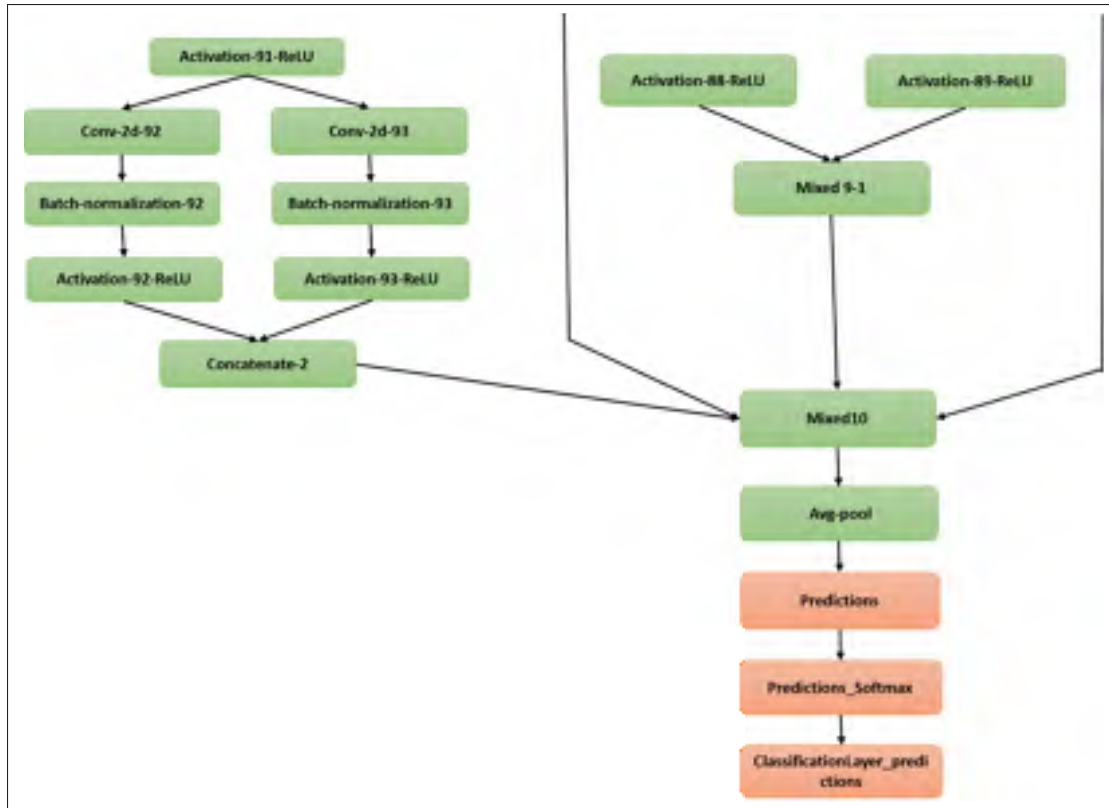 Activation-91-ReLU
Activation-88-ReLU
Activation-89-ReLU
Conv-2d-92
Conv-2d-93
Mixed 9-1
Batch-normalization-92
Batch-normalization-93
Activation-92-ReLU
Activation-93-ReLU
Concatenate-2
Mixed10
Avg-pool
Predictions
Predictions_Softmax
ClassificationLayer_predi
ctions